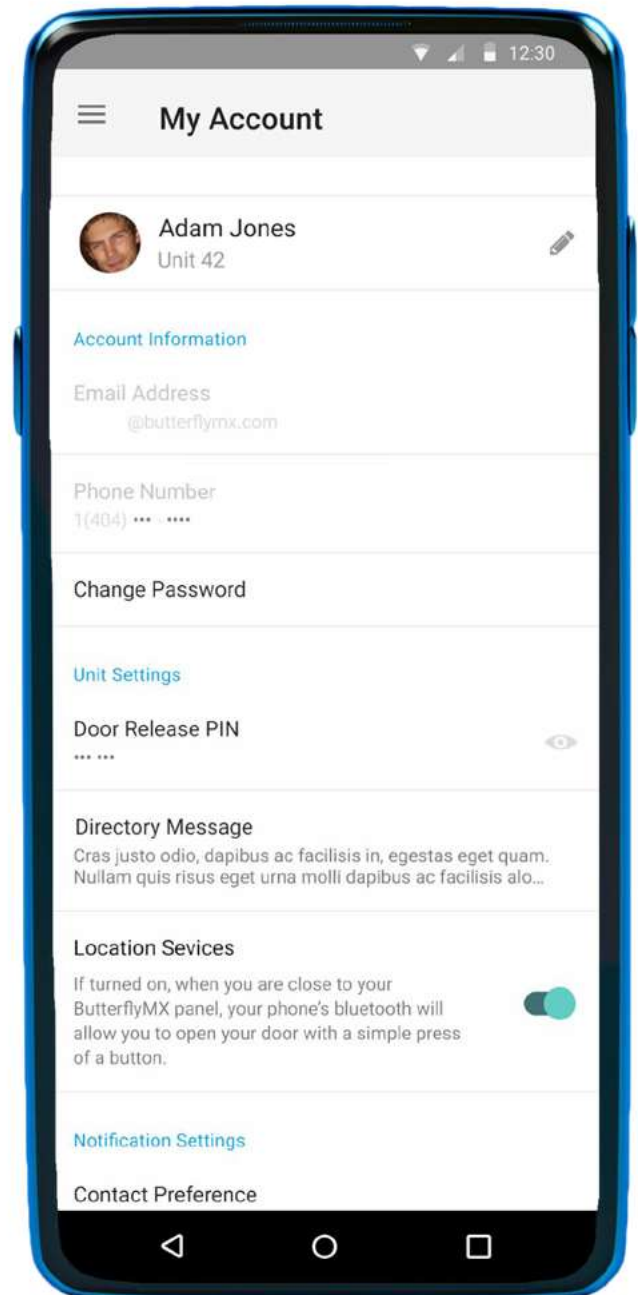 12:30
My Account
Adam Jones
Unit 42
Account Information
Email Address
@butterflymx.com
Phone Number
1(404) ••• - ••••
Change Password
Unit Settings
Door Release PIN
••• •••
Directory Message
Cras justo odio, dapibus ac facilisis in, egestas eget quam.
Nullam quis risus eget urna molli dapibus ac facilisis alo...
Location Sevices
If turned on, when you are close to your
ButterflyMX panel, your phone's bluetooth will
allow you to open your door with a simple press
of a button.
Notification Settings
Contact Preference